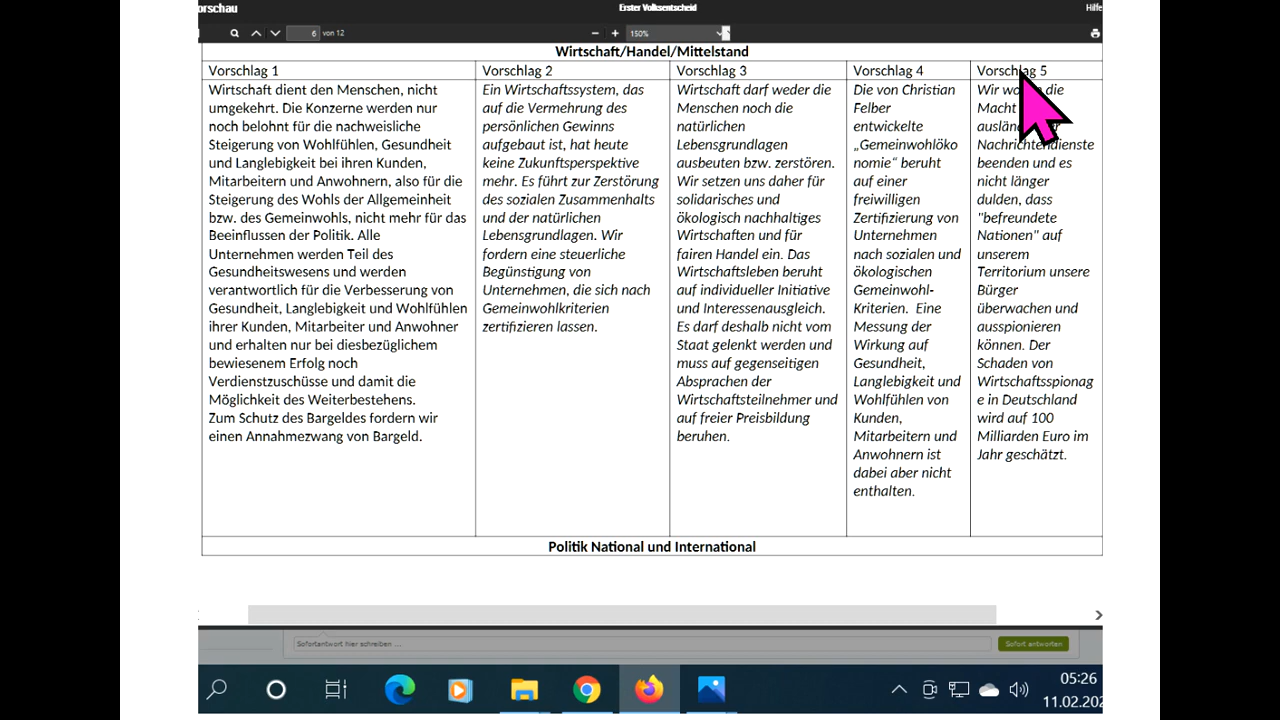 orschau
Erster Volksentscheid
Hilfe
6 von 12
150%
Wirtschaft/Handel/Mittelstand
Vorschlag 1
Wirtschaft dient den Menschen, nicht
umgekehrt. Die Konzerne werden nur
noch belohnt für die nachweisliche
Steigerung von Wohlfühlen, Gesundheit
und Langlebigkeit bei ihren Kunden,
Mitarbeitern und Anwohnern, also für die
Steigerung des Wohls der Allgemeinheit
bzw. des Gemeinwohls, nicht mehr für das
Beeinflussen der Politik. Alle
Unternehmen werden Teil des
Gesundheitswesens und werden
verantwortlich für die Verbesserung von
Gesundheit, Langlebigkeit und Wohlfühlen
ihrer Kunden, Mitarbeiter und Anwohner
und erhalten nur bei diesbezüglichem
bewiesenem Erfolg noch
Verdienstzuschüsse und damit die
Möglichkeit des Weiterbestehens.
Zum Schutz des Bargeldes fordern wir
einen Annahmezwang von Bargeld.
Vorschlag 2
Ein Wirtschaftssystem, das
auf die Vermehrung des
persönlichen Gewinns
aufgebaut ist, hat heute
keine Zukunftsperspektive
mehr. Es führt zur Zerstörung
des sozialen Zusammenhalts
und der natürlichen
Lebensgrundlagen. Wir
fordern eine steuerliche
Begünstigung von
Unternehmen, die sich nach
Gemeinwohlkriterien
zertifizieren lassen.
Vorschlag 3
Wirtschaft darf weder die
Menschen noch die
natürlichen
Lebensgrundlagen
ausbeuten bzw. zerstören.
Wir setzen uns daher für
solidarisches und
ökologisch nachhaltiges
Wirtschaften und für
fairen Handel ein. Das
Wirtschaftsleben beruht
auf individueller Initiative
und Interessenausgleich.
Es darf deshalb nicht vom
Staat gelenkt werden und
muss auf gegenseitigen
Absprachen der
Wirtschaftsteilnehmer und
auf freier Preisbildung
beruhen.
Vorschlag 4
Die von Christian
Felber
entwickelte
„Gemeinwohlöko
nomie“ beruht
auf einer
freiwilligen
Zertifizierung von
Unternehmen
nach sozialen und
ökologischen
Gemeinwohl-
Kriterien. Eine
Messung der
Wirkung auf
Gesundheit,
Langlebigkeit und
Wohlfühlen von
Kunden,
Mitarbeitern und
Anwohnern ist
dabei aber nicht
enthalten.
Vorschlag 5
Wir die
Macht
Nachrichtendienste
beenden und es
nicht länger
dulden, dass
"befreundete
Nationen" auf
unserem
Territorium unsere
Bürger
überwachen und
ausspionieren
können. Der
Schaden von
Wirtschaftsspionag
e in Deutschland
wird auf 100
Milliarden Euro im
Jahr geschätzt.
Politik National und International
Sofortantwort hier schreiben ...
Sofort antworten
05:26
11.02.202